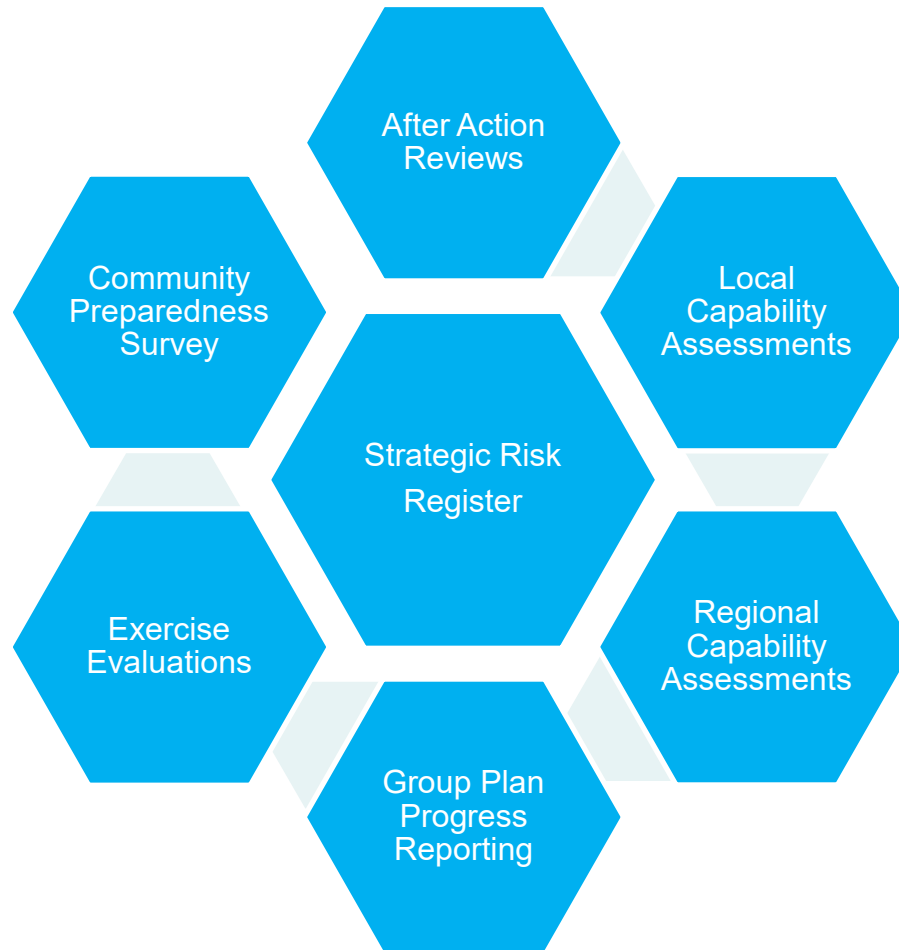 After Action
Reviews
Community
Preparedness
Survey
Local
Capability
Assessments
Strategic Risk
Register
Exercise
Evaluations
Regional
Capability
Assessments
Group Plan
Progress
Reporting